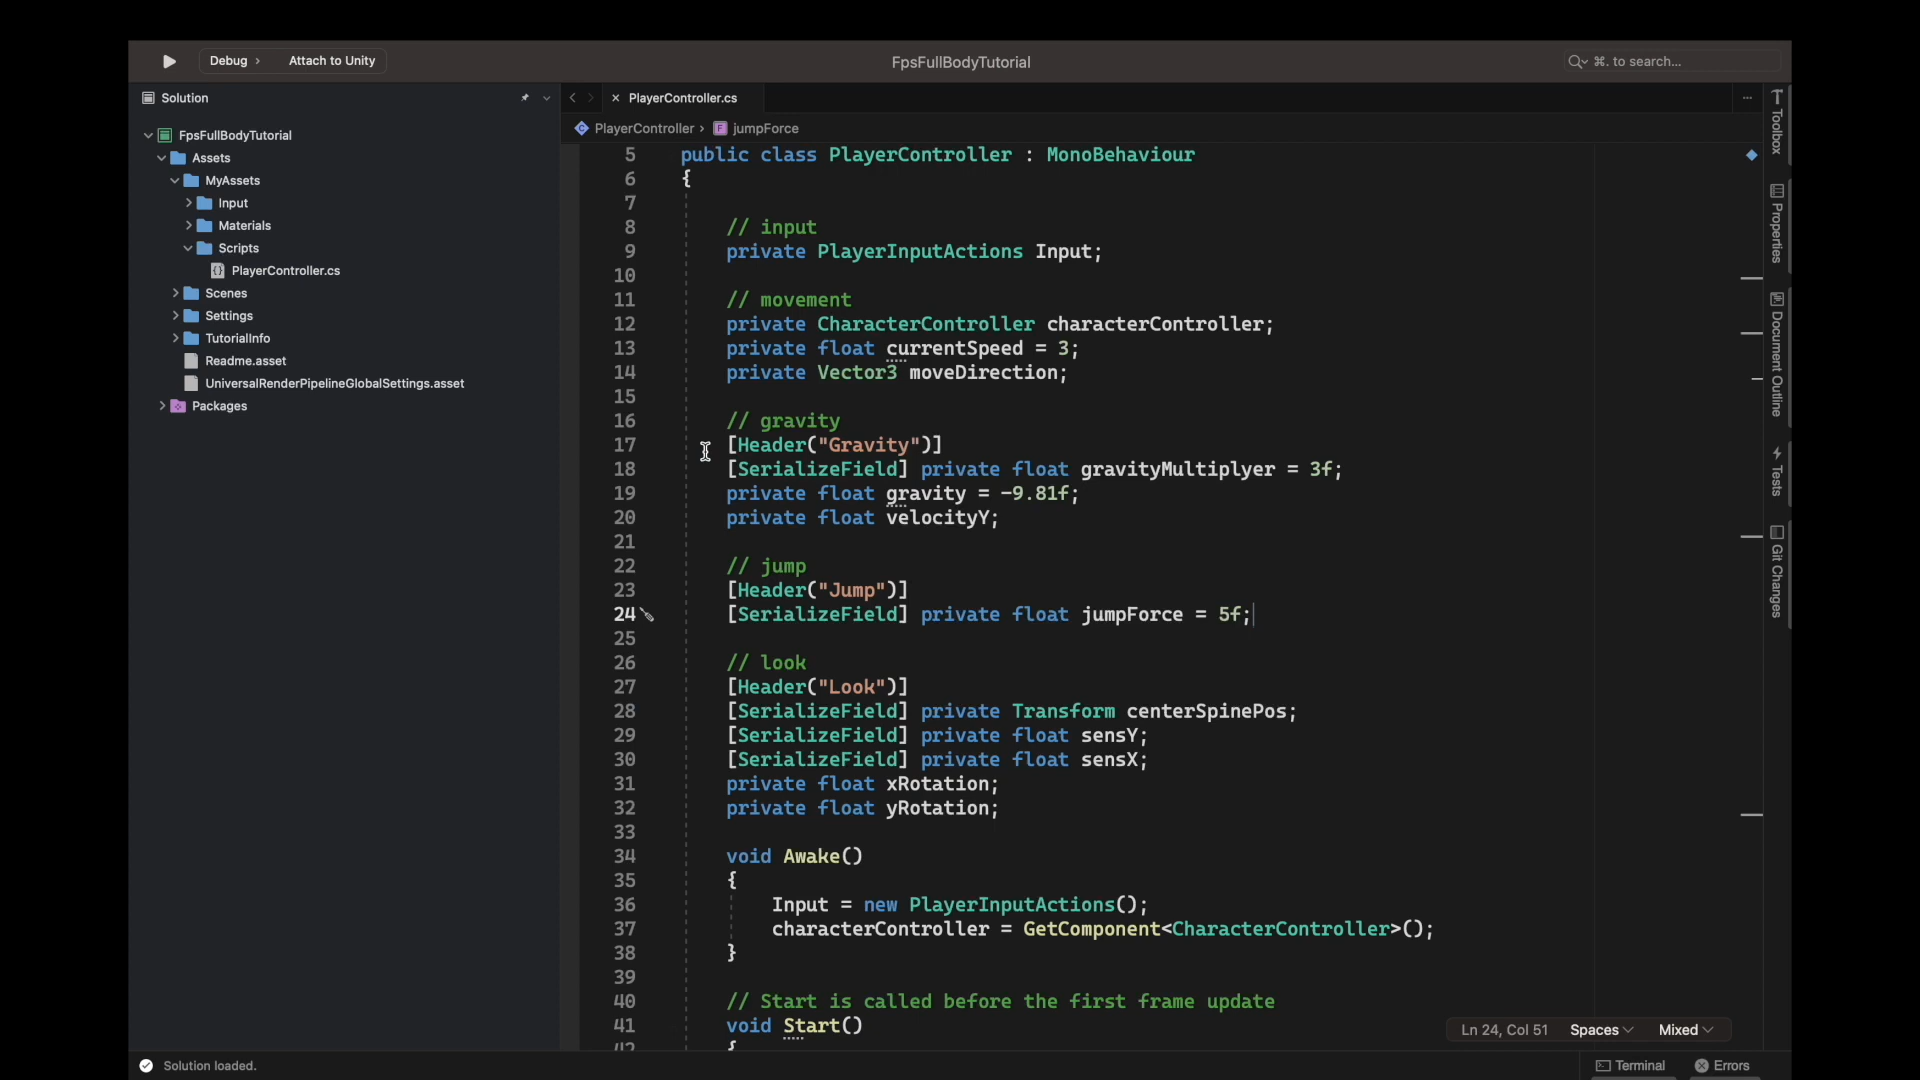 Debug › Attach to Unity
FpsFullBodyTutorial
⌘. to search...
Solution
FpsFullBodyTutorial
Assets
MyAssets
Input
Materials
Scripts
PlayerController.cs
Scenes
Settings
TutorialInfo
Readme.asset
UniversalRenderPipelineGlobalSettings.asset
Packages
PlayerController.cs
PlayerController › jumpForce
5 public class PlayerController : MonoBehaviour
6 {
7
8 // input
9 private PlayerInputActions Input;
10
11 // movement
12 private CharacterController characterController;
13 private float currentSpeed = 3;
14 private Vector3 moveDirection;
15
16 // gravity
17 [Header("Gravity")]
18 [SerializeField] private float gravityMultiplyer = 3f;
19 private float gravity = -9.81f;
20 private float velocityY;
21
22 // jump
23 [Header("Jump")]
24 [SerializeField] private float jumpForce = 5f;
25
26 // look
27 [Header("Look")]
28 [SerializeField] private Transform centerSpinePos;
29 [SerializeField] private float sensY;
30 [SerializeField] private float sensX;
31 private float xRotation;
32 private float yRotation;
33
34 void Awake()
35 {
36 Input = new PlayerInputActions();
37 characterController = GetComponent<CharacterController>();
38 }
39
40 // Start is called before the first frame update
41 void Start()
42 {
Toolbox
Properties
Document Outline
Tests
Git Changes
Ln 24, Col 51 Spaces Mixed
Solution loaded.
Terminal
Errors